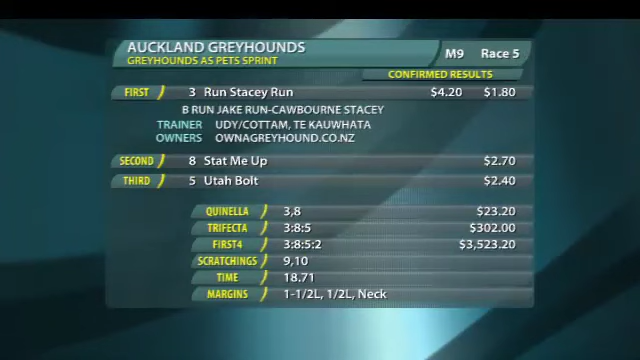 AUCKLAND GREYHOUNDS
GREYHOUNDS AS PETS SPRINT
M9 Race 5
CONFIRMED RESULTS
FIRST 3 Run Stacey Run $4.20 $1.80
B RUN JAKE RUN-CAWBOURNE STACEY
TRAINER UDY/COTTAM, TE KAUWHATA
OWNERS OWNAGREYHOUND.CO.NZ
SECOND 8 Stat Me Up $2.70
THIRD 5 Utah Bolt $2.40
QUINELLA 3,8 $23.20
TRIFECTA 3:8:5 $302.00
FIRST4 3:8:5:2 $3,523.20
SCRATCHINGS 9,10
TIME 18.71
MARGINS 1-1/2L, 1/2L, Neck